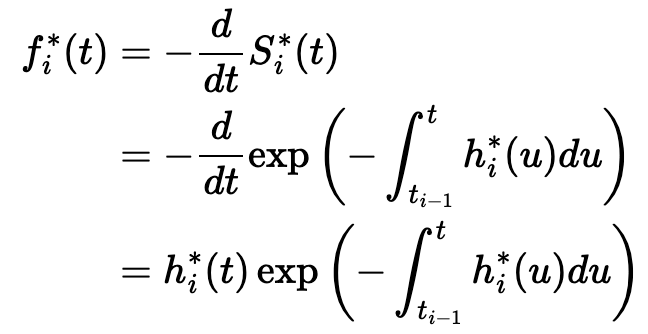 f_i^*(t) = -\frac{d}{dt} S_i^*(t)
= -\frac{d}{dt} \exp\left(-\int_{t_{i-1}}^{t} h_i^*(u)du\right)
= h_i^*(t) \exp\left(-\int_{t_{i-1}}^{t} h_i^*(u)du\right)